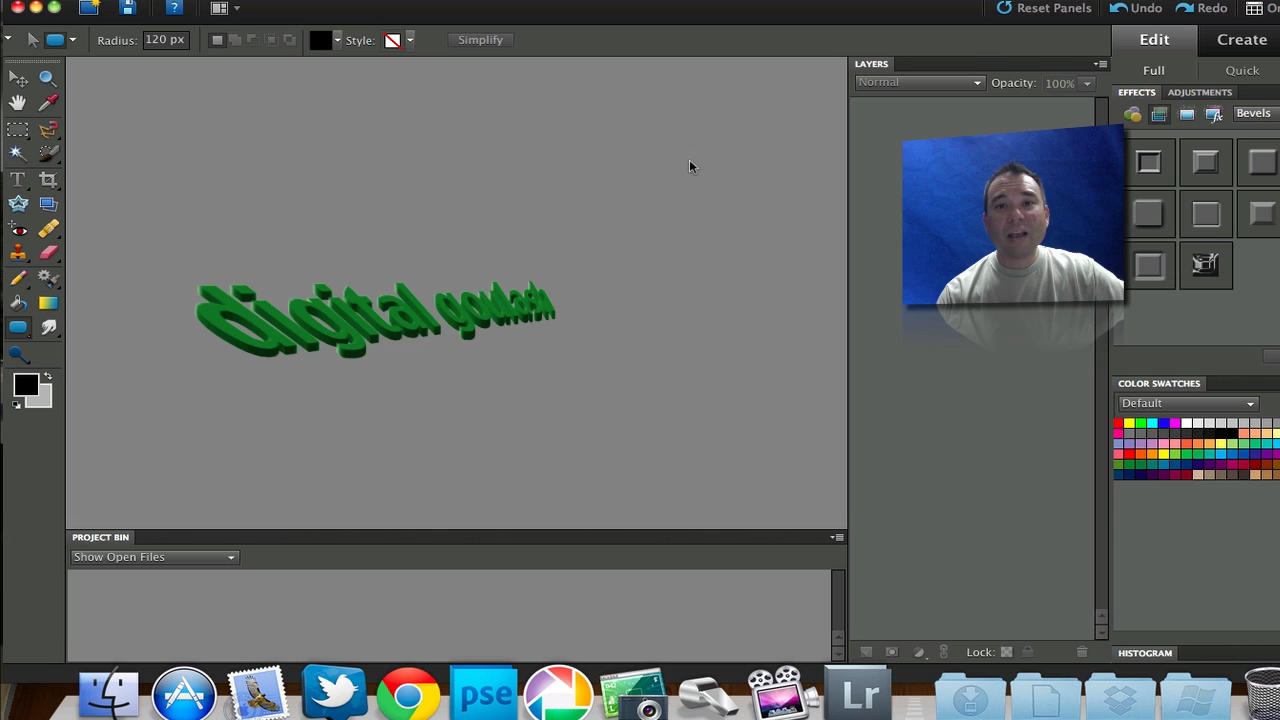 Reset Panels
Undo
Redo
Radius: 120 px
Style:
Simplify
Edit
Create
LAYERS
Full
Quick
Normal
Opacity: 100%
EFFECTS
ADJUSTMENTS
Bevels
digital goulash
COLOR SWATCHES
Default
PROJECT BIN
Show Open Files
Lock:
HISTOGRAM
pse
Lr